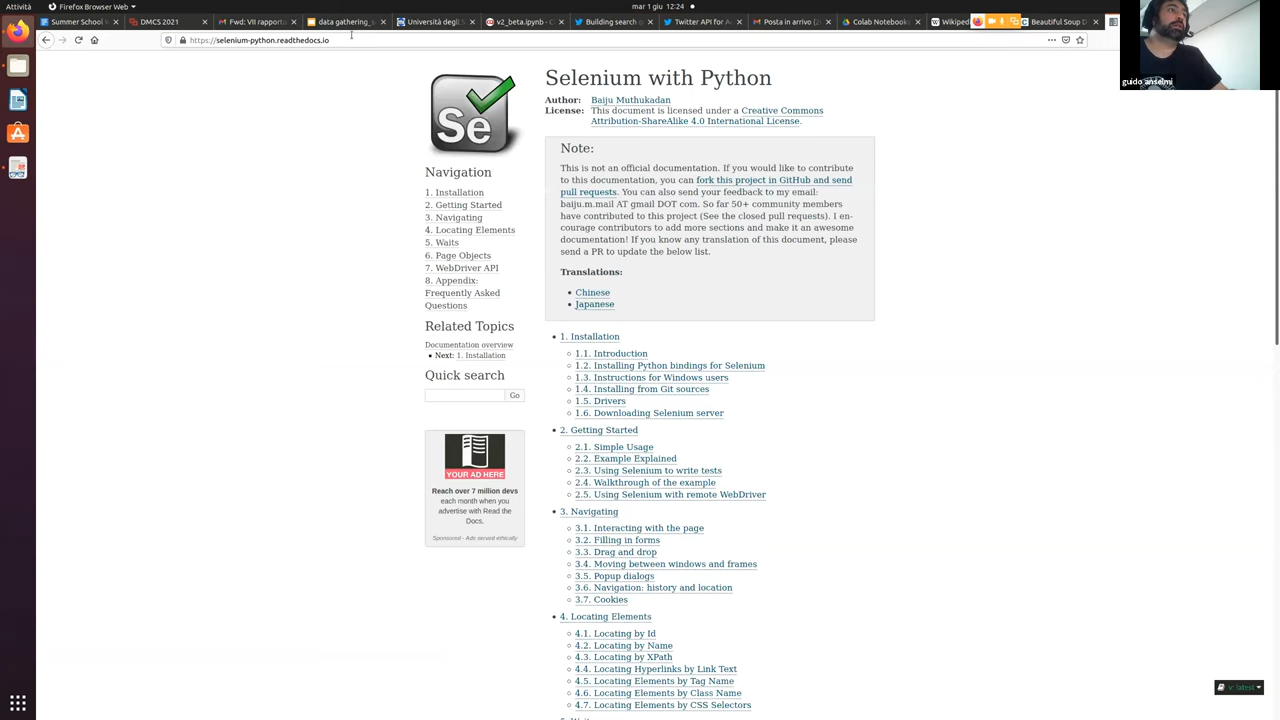 Attività
Firefox Web Browser
mar 1 giu 12:24
Summer School
DMCS 2021
Fwd: VII rapporto
data gathering_s
Università degli S
v2_beta.ipynb - C
Building search q
Twitter API for A
Posta in arrivo (2
Colab Notebook
Wikiped
Beautiful Soup D
https://selenium-python.readthedocs.io
guido anselmi
Se
Selenium with Python
Author: Baiju Muthukadan
License: This document is licensed under a Creative Commons
Attribution-ShareAlike 4.0 International License.
Note:
This is not an official documentation. If you would like to contribute
to this documentation, you can fork this project in GitHub and send
pull requests. You can also send your feedback to my email:
baiju.m.mail AT gmail DOT com. So far 50+ community members
have contributed to this project (See the closed pull requests). I en-
courage contributors to add more sections and make it an awesome
documentation! If you know any translation of this document, please
send a PR to update the below list.
Translations:
Chinese
Japanese
Navigation
1. Installation
2. Getting Started
3. Navigating
4. Locating Elements
5. Waits
6. Page Objects
7. WebDriver API
8. Appendix:
Frequently Asked
Questions
Related Topics
Documentation overview
Next: 1. Installation
Quick search
Go
YOUR AD HERE
Reach over 7 million devs
each month when you
advertise with Read the
Docs.
Sponsored · Ads served ethically
1. Installation
1.1. Introduction
1.2. Installing Python bindings for Selenium
1.3. Instructions for Windows users
1.4. Installing from Git sources
1.5. Drivers
1.6. Downloading Selenium server
2. Getting Started
2.1. Simple Usage
2.2. Example Explained
2.3. Using Selenium to write tests
2.4. Walkthrough of the example
2.5. Using Selenium with remote WebDriver
3. Navigating
3.1. Interacting with the page
3.2. Filling in forms
3.3. Drag and drop
3.4. Moving between windows and frames
3.5. Popup dialogs
3.6. Navigation: history and location
3.7. Cookies
4. Locating Elements
4.1. Locating by Id
4.2. Locating by Name
4.3. Locating by XPath
4.4. Locating Hyperlinks by Link Text
4.5. Locating Elements by Tag Name
4.6. Locating Elements by Class Name
4.7. Locating Elements by CSS Selectors
v: latest